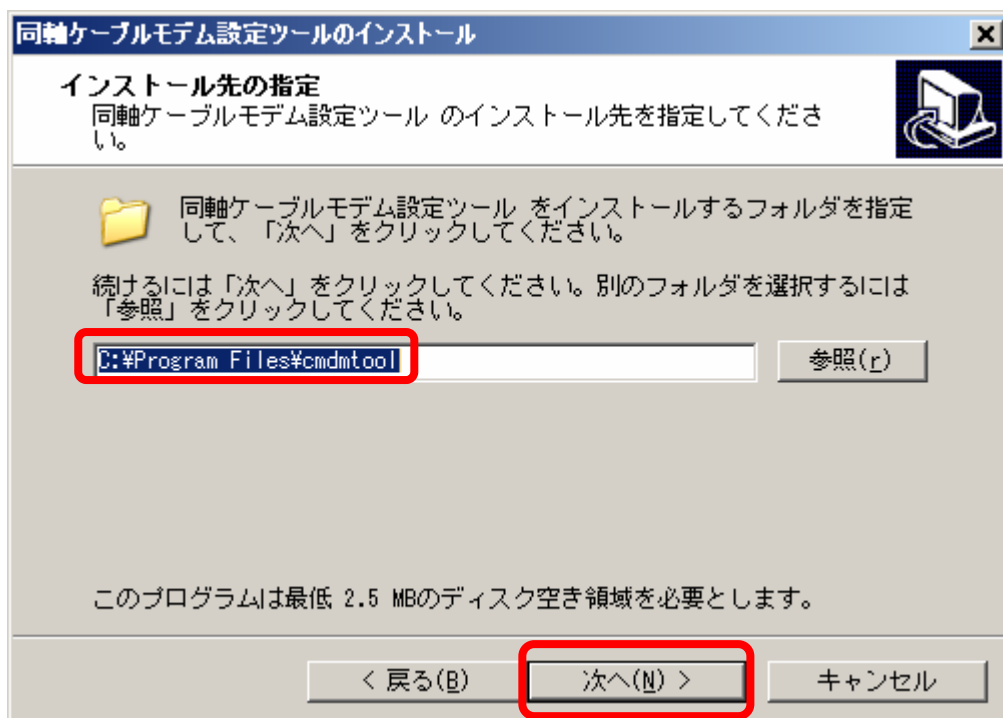 同軸ケーブルモデム設定ツールのインストール
インストール先の指定
同軸ケーブルモデム設定ツール のインストール先を指定してくださ
い。
同軸ケーブルモデム設定ツール をインストールするフォルダを指定
して、「次へ」をクリックしてください。
続けるには「次へ」をクリックしてください。別のフォルダを選択するには
「参照」をクリックしてください。
C:¥Program Files¥cmdmtool
参照(r)
このプログラムは最低 2.5 MBのディスク空き領域を必要とします。
< 戻る(B)
次へ(N) >
キャンセル